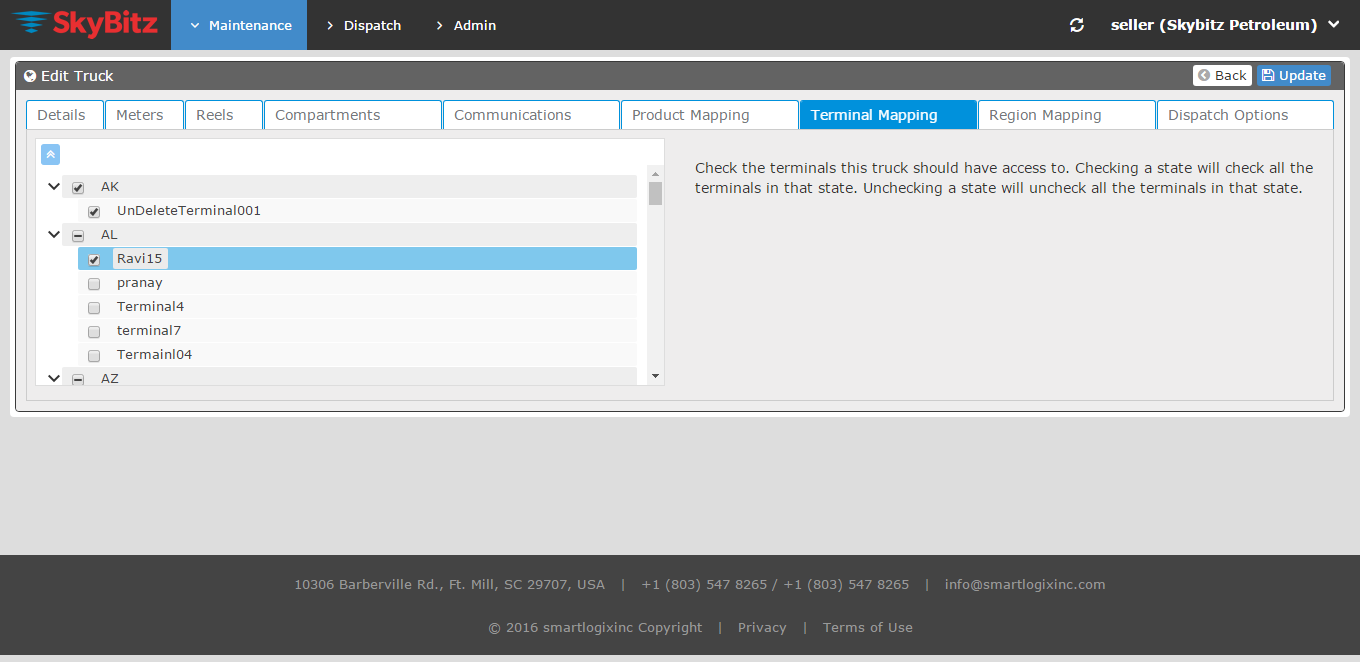 SkyBitz
Maintenance
Dispatch
Admin
seller (Skybitz Petroleum)
Edit Truck
Back
Update
Details
Meters
Reels
Compartments
Communications
Product Mapping
Terminal Mapping
Region Mapping
Dispatch Options
AK
UnDeleteTerminal001
AL
Ravi15
pranay
Terminal4
terminal7
Termainl04
AZ
Check the terminals this truck should have access to. Checking a state will check all the
terminals in that state. Unchecking a state will uncheck all the terminals in that state.
10306 Barberville Rd., Ft. Mill, SC 29707, USA | +1 (803) 547 8265 / +1 (803) 547 8265 | info@smartlogixinc.com
© 2016 smartlogixinc Copyright | Privacy | Terms of Use